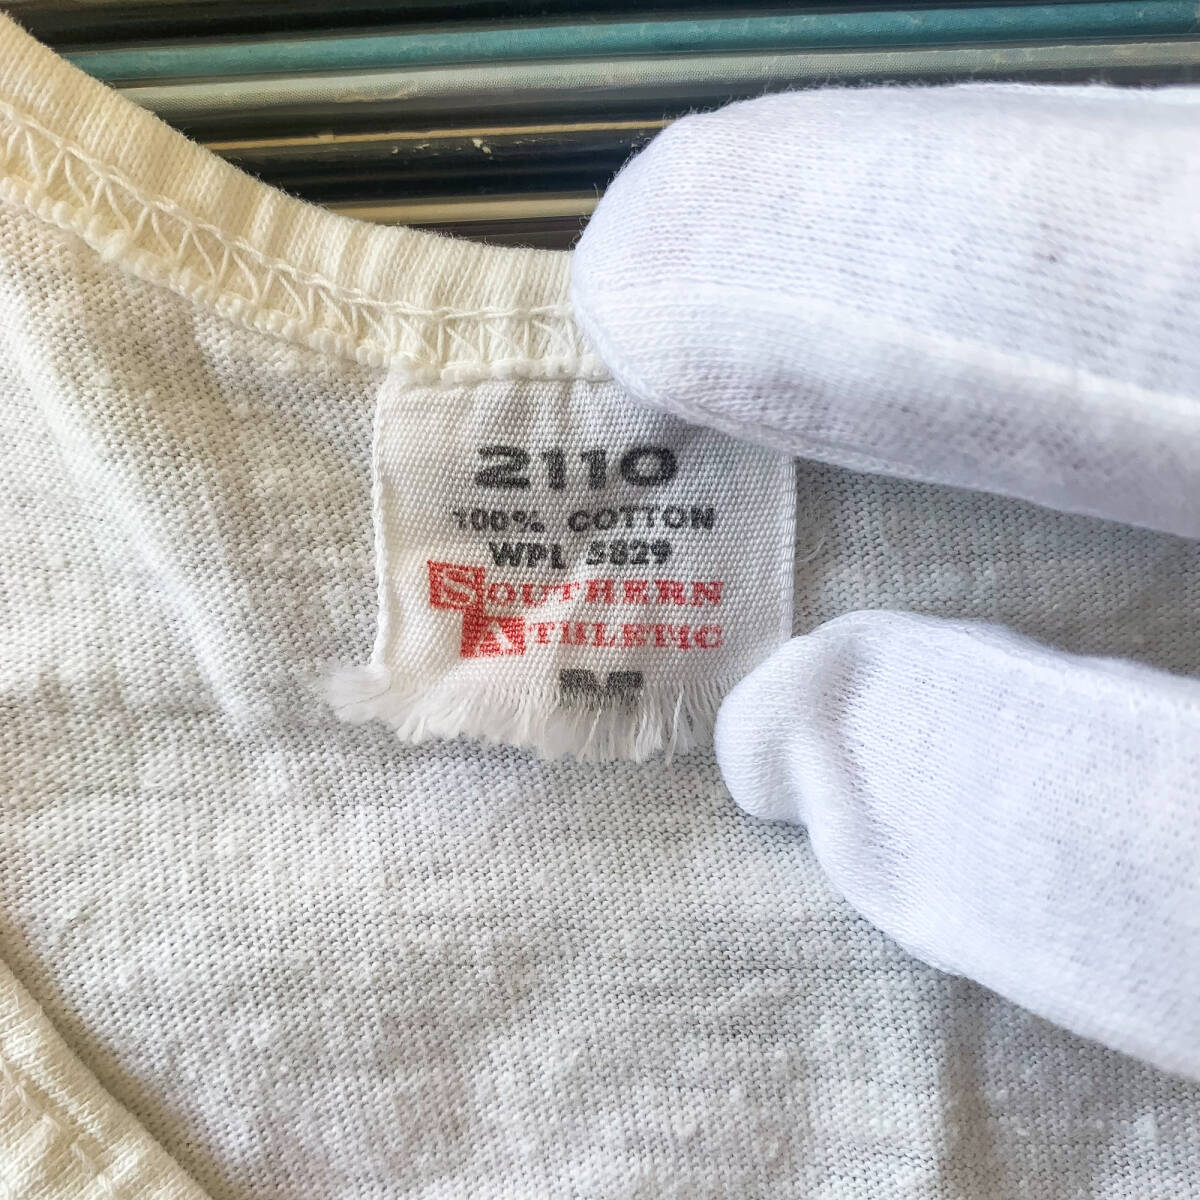 2110
100% COTTON
WPL 5829
SOUTHERN
ATHLETIC
M